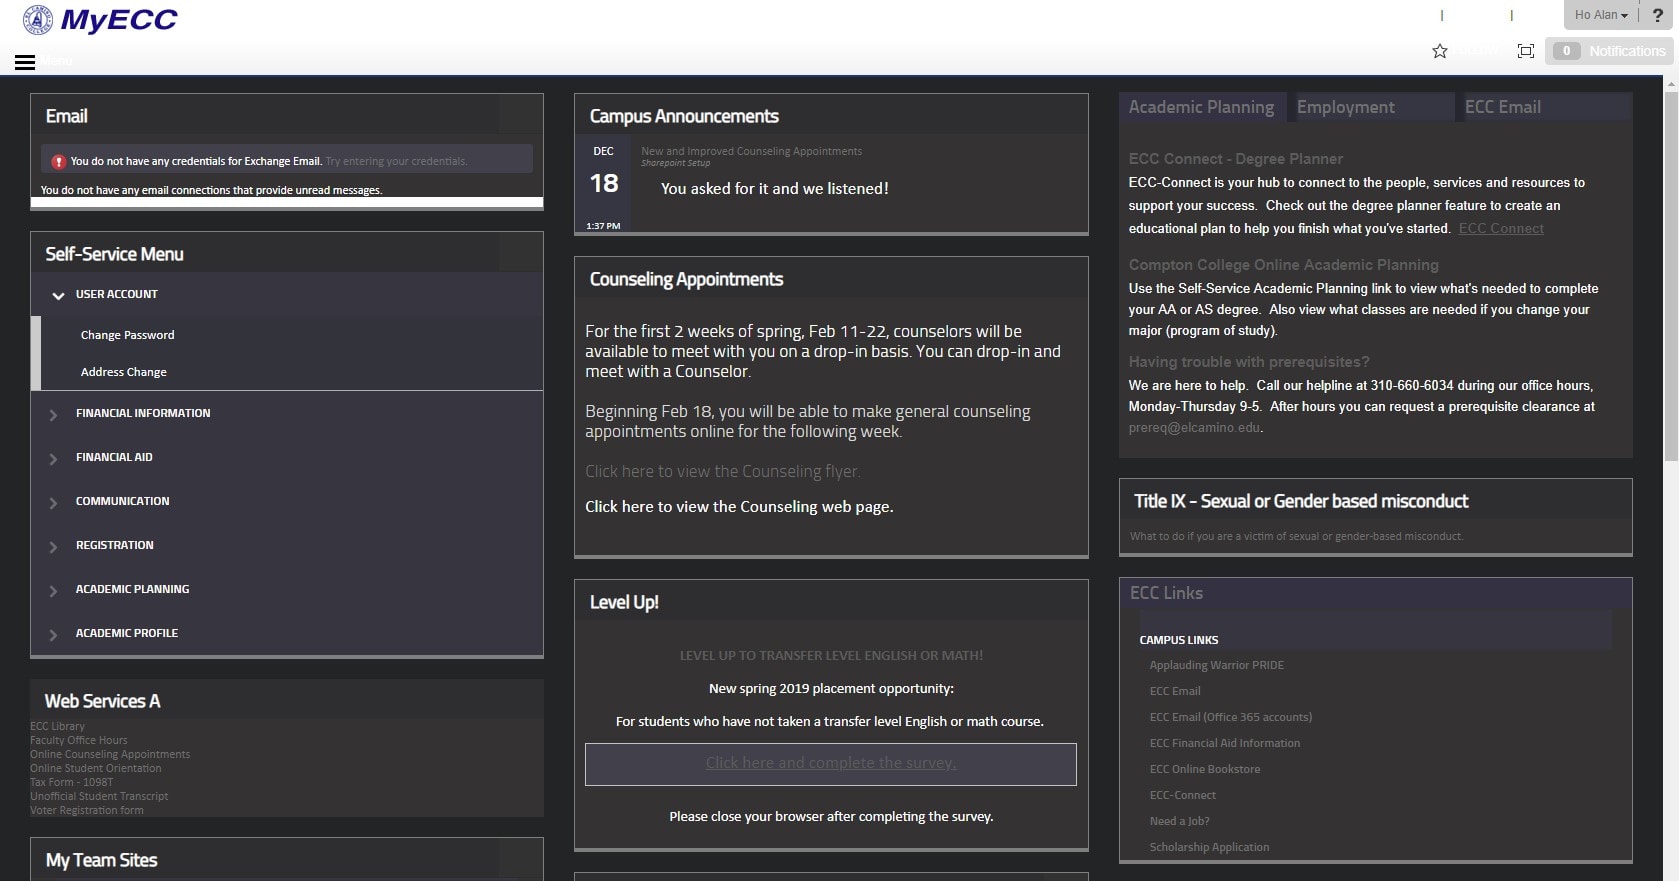 MyECC
Ho Alan
?
Menu
0 Notifications
Email
You do not have any credentials for Exchange Email. Try entering your credentials.
You do not have any email connections that provide unread messages.
Self-Service Menu
USER ACCOUNT
Change Password
Address Change
FINANCIAL INFORMATION
FINANCIAL AID
COMMUNICATION
REGISTRATION
ACADEMIC PLANNING
ACADEMIC PROFILE
Web Services A
ECC Library
Faculty Office Hours
Online Counseling Appointments
Online Student Orientation
Tax Form - 1098T
Unofficial Student Transcript
Voter Registration form
My Team Sites
Campus Announcements
DEC
18
1:37 PM
New and Improved Counseling Appointments
Sharepoint Setup
You asked for it and we listened!
Counseling Appointments
For the first 2 weeks of spring, Feb 11-22, counselors will be
available to meet with you on a drop-in basis. You can drop-in and
meet with a Counselor.
Beginning Feb 18, you will be able to make general counseling
appointments online for the following week.
Click here to view the Counseling flyer.
Click here to view the Counseling web page.
Level Up!
LEVEL UP TO TRANSFER LEVEL ENGLISH OR MATH!
New spring 2019 placement opportunity:
For students who have not taken a transfer level English or math course.
Click here and complete the survey.
Please close your browser after completing the survey.
Academic Planning
Employment
ECC Email
ECC Connect - Degree Planner
ECC-Connect is your hub to connect to the people, services and resources to
support your success. Check out the degree planner feature to create an
educational plan to help you finish what you've started. ECC Connect
Compton College Online Academic Planning
Use the Self-Service Academic Planning link to view what's needed to complete
your AA or AS degree. Also view what classes are needed if you change your
major (program of study).
Having trouble with prerequisites?
We are here to help. Call our helpline at 310-660-6034 during our office hours,
Monday-Thursday 9-5. After hours you can request a prerequisite clearance at
prereq@elcamino.edu.
Title IX - Sexual or Gender based misconduct
What to do if you are a victim of sexual or gender-based misconduct.
ECC Links
CAMPUS LINKS
Applauding Warrior PRIDE
ECC Email
ECC Email (Office 365 accounts)
ECC Financial Aid Information
ECC Online Bookstore
ECC-Connect
Need a Job?
Scholarship Application